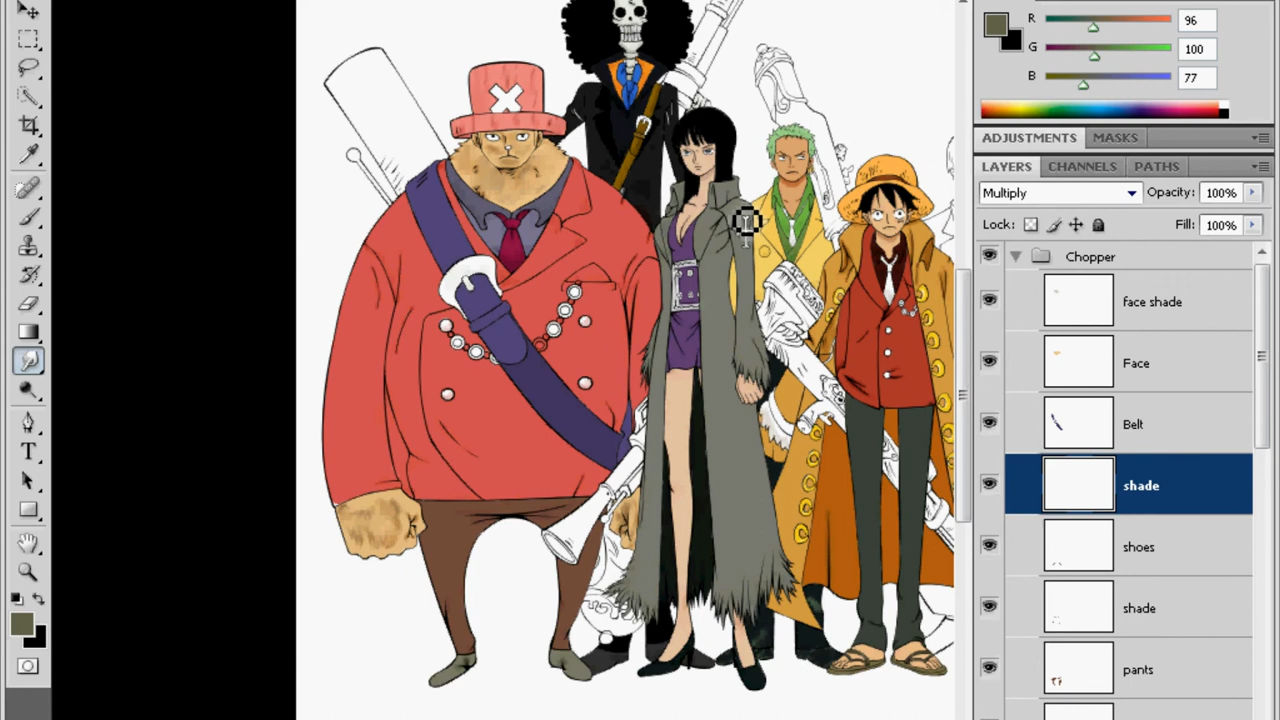 R 96
G 100
B 77
ADJUSTMENTS MASKS
LAYERS CHANNELS PATHS
Multiply Opacity: 100%
Lock: Fill: 100%
Chopper
face shade
Face
Belt
shade
shoes
shade
pants